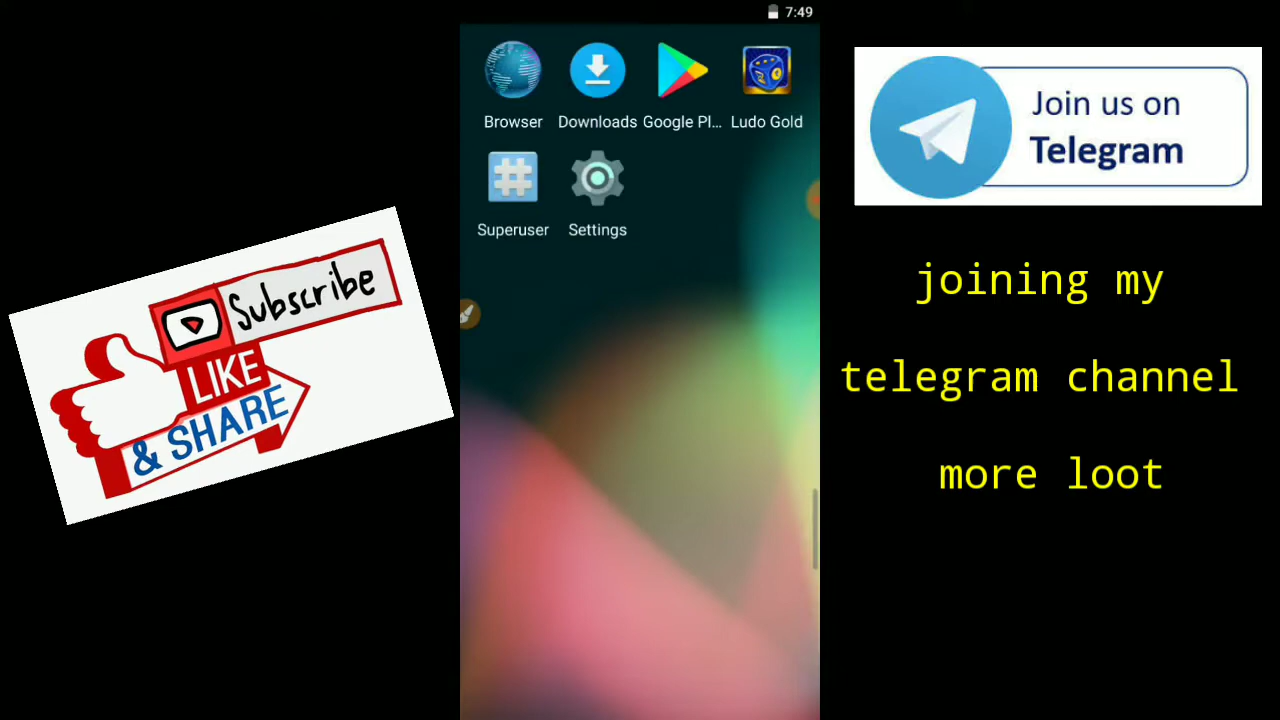 7:49
Browser
Downloads
Google Pl...
Ludo Gold
Superuser
Settings
Subscribe
LIKE
& SHARE
Join us on
Telegram
joining my
telegram channel
more loot